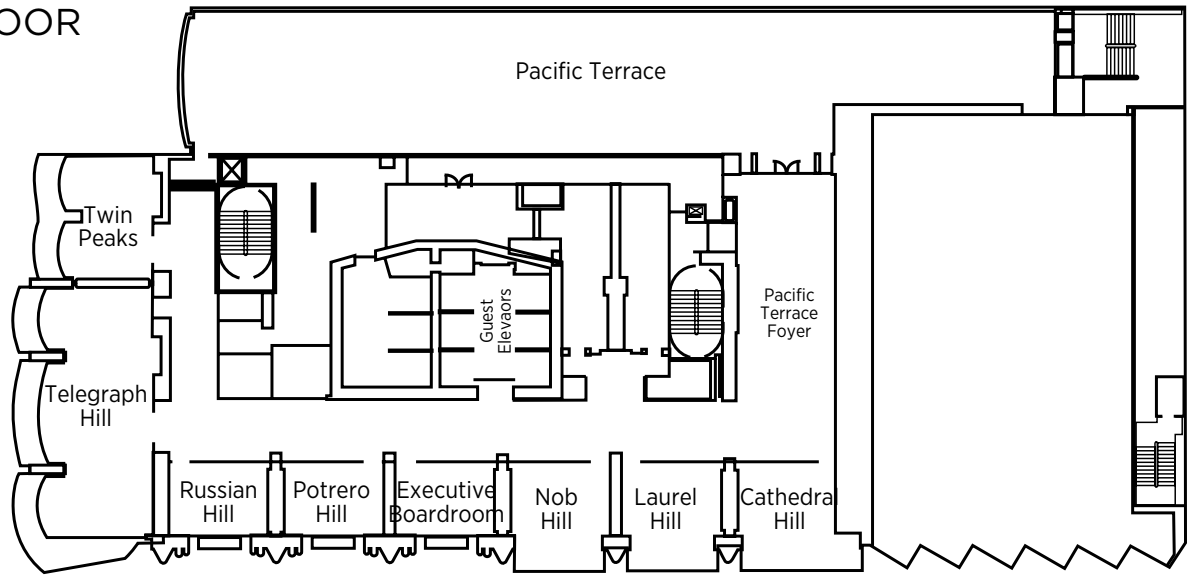 OOR
Pacific Terrace
Twin
Peaks
Guest
Elevaors
Pacific
Terrace
Foyer
Telegraph
Hill
Russian
Hill
Potrero
Hill
Executive
Boardroom
Nob
Hill
Laurel
Hill
Cathedral
Hill